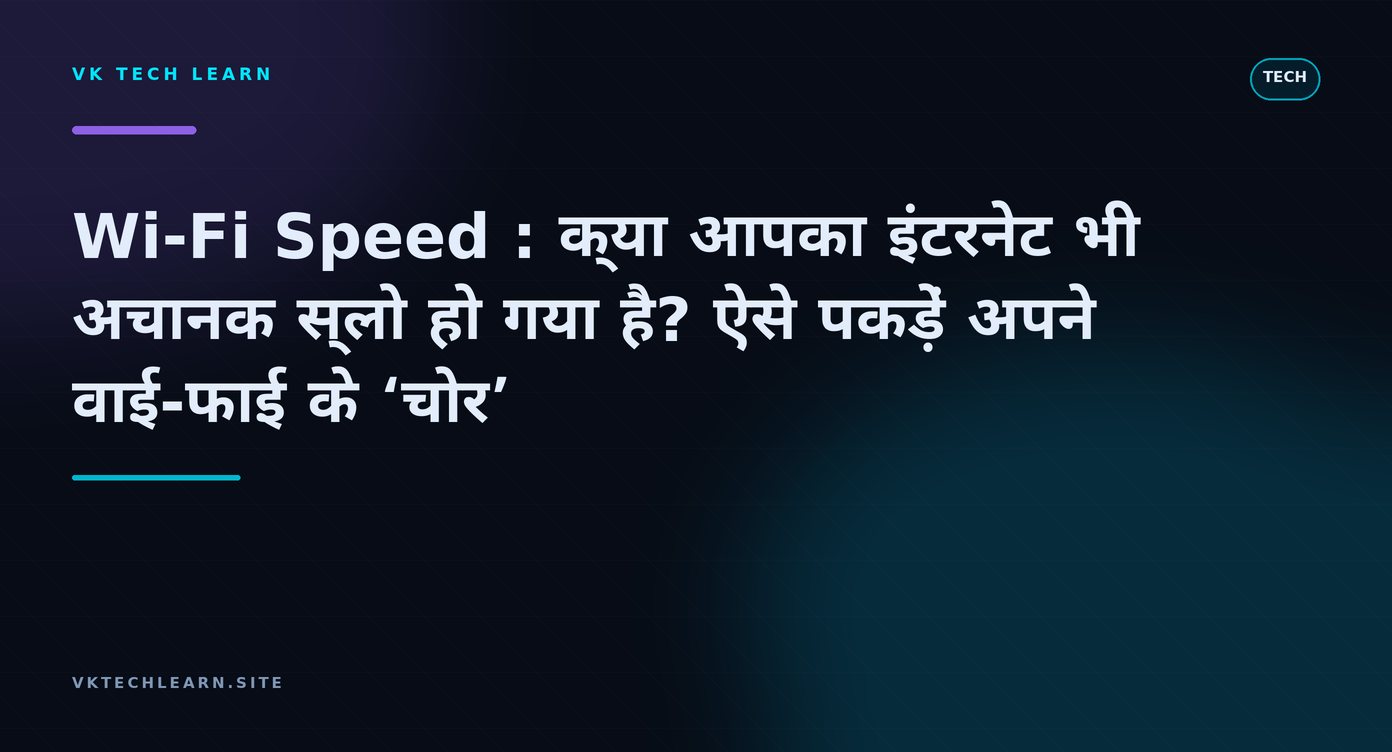 VK TECH LEARN
TECH
Wi-Fi Speed : क्या आपका इंटरनेट भी
अचानक स्लो हो गया है? ऐसे पकड़ें अपने
वाई-फाई के ‘चोर’
VKTECHLEARN.SITE